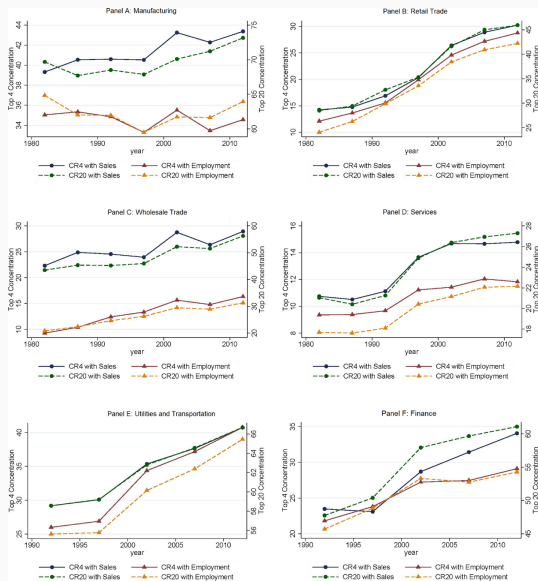 Panel A: Manufacturing
Top 4 Concentration
44
42
40
38
36
34
75
70
65
60
Top 20 Concentration
1980 1990 2000 2010
year
CR4 with Sales CR4 with Employment
CR20 with Sales CR20 with Employment
Panel B: Retail Trade
Top 4 Concentration
30
25
20
15
10
45
40
35
30
25
Top 20 Concentration
1980 1990 2000 2010
year
CR4 with Sales CR4 with Employment
CR20 with Sales CR20 with Employment
Panel C: Wholesale Trade
Top 4 Concentration
30
25
20
15
10
60
50
40
30
20
Top 20 Concentration
1980 1990 2000 2010
year
CR4 with Sales CR4 with Employment
CR20 with Sales CR20 with Employment
Panel D: Services
Top 4 Concentration
16
14
12
10
8
28
26
24
22
20
18
Top 20 Concentration
1980 1990 2000 2010
year
CR4 with Sales CR4 with Employment
CR20 with Sales CR20 with Employment
Panel E: Utilities and Transportation
Top 4 Concentration
40
35
30
25
66
64
62
60
58
56
Top 20 Concentration
1990 1995 2000 2005 2010
year
CR4 with Sales CR4 with Employment
CR20 with Sales CR20 with Employment
Panel F: Finance
Top 4 Concentration
35
30
25
20
60
55
50
45
Top 20 Concentration
1990 1995 2000 2005 2010
year
CR4 with Sales CR4 with Employment
CR20 with Sales CR20 with Employment